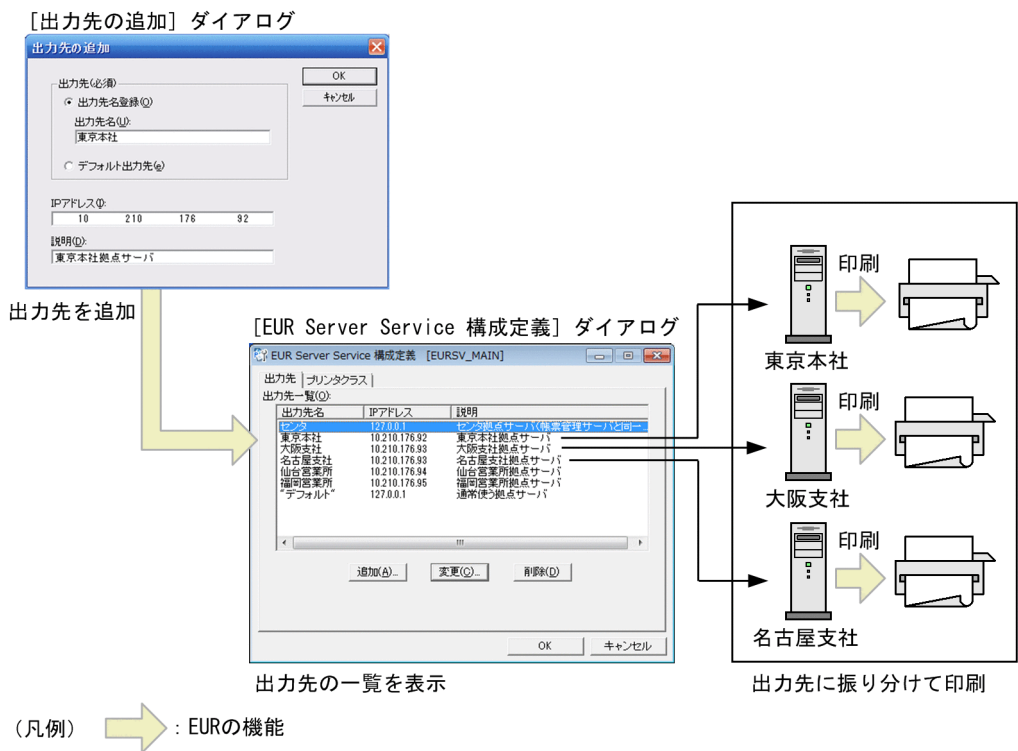 ［出力先の追加］ダイアログ
出力先の追加
出力先(必須)
出力先名登録(O)
出力先名(U):
東京本社
デフォルト出力先(e)
OK
キャンセル
IPアドレス(I):
10 210 176 92
説明(D):
東京本社拠点サーバ
出力先を追加
［EUR Server Service 構成定義］ダイアログ
EUR Server Service 構成定義 [EURSV_MAIN]
出力先 プリンタクラス
出力先一覧(O):
出力先名 IPアドレス 説明
センタ 127.0.0.1 センタ拠点サーバ(帳票管理サーバと同一
東京本社 10.210.176.92 東京本社拠点サーバ
大阪支社 10.210.176.93 大阪支社拠点サーバ
名古屋支社 10.210.176.93 名古屋支社拠点サーバ
仙台営業所 10.210.176.94 仙台営業所拠点サーバ
福岡営業所 10.210.176.95 福岡営業所拠点サーバ
"デフォルト" 127.0.0.1 通常使う拠点サーバ
追加(A)... 変更(C)... 削除(D)
OK キャンセル
出力先の一覧を表示
印刷
東京本社
印刷
大阪支社
印刷
名古屋支社
出力先に振り分けて印刷
（凡例） ：EURの機能